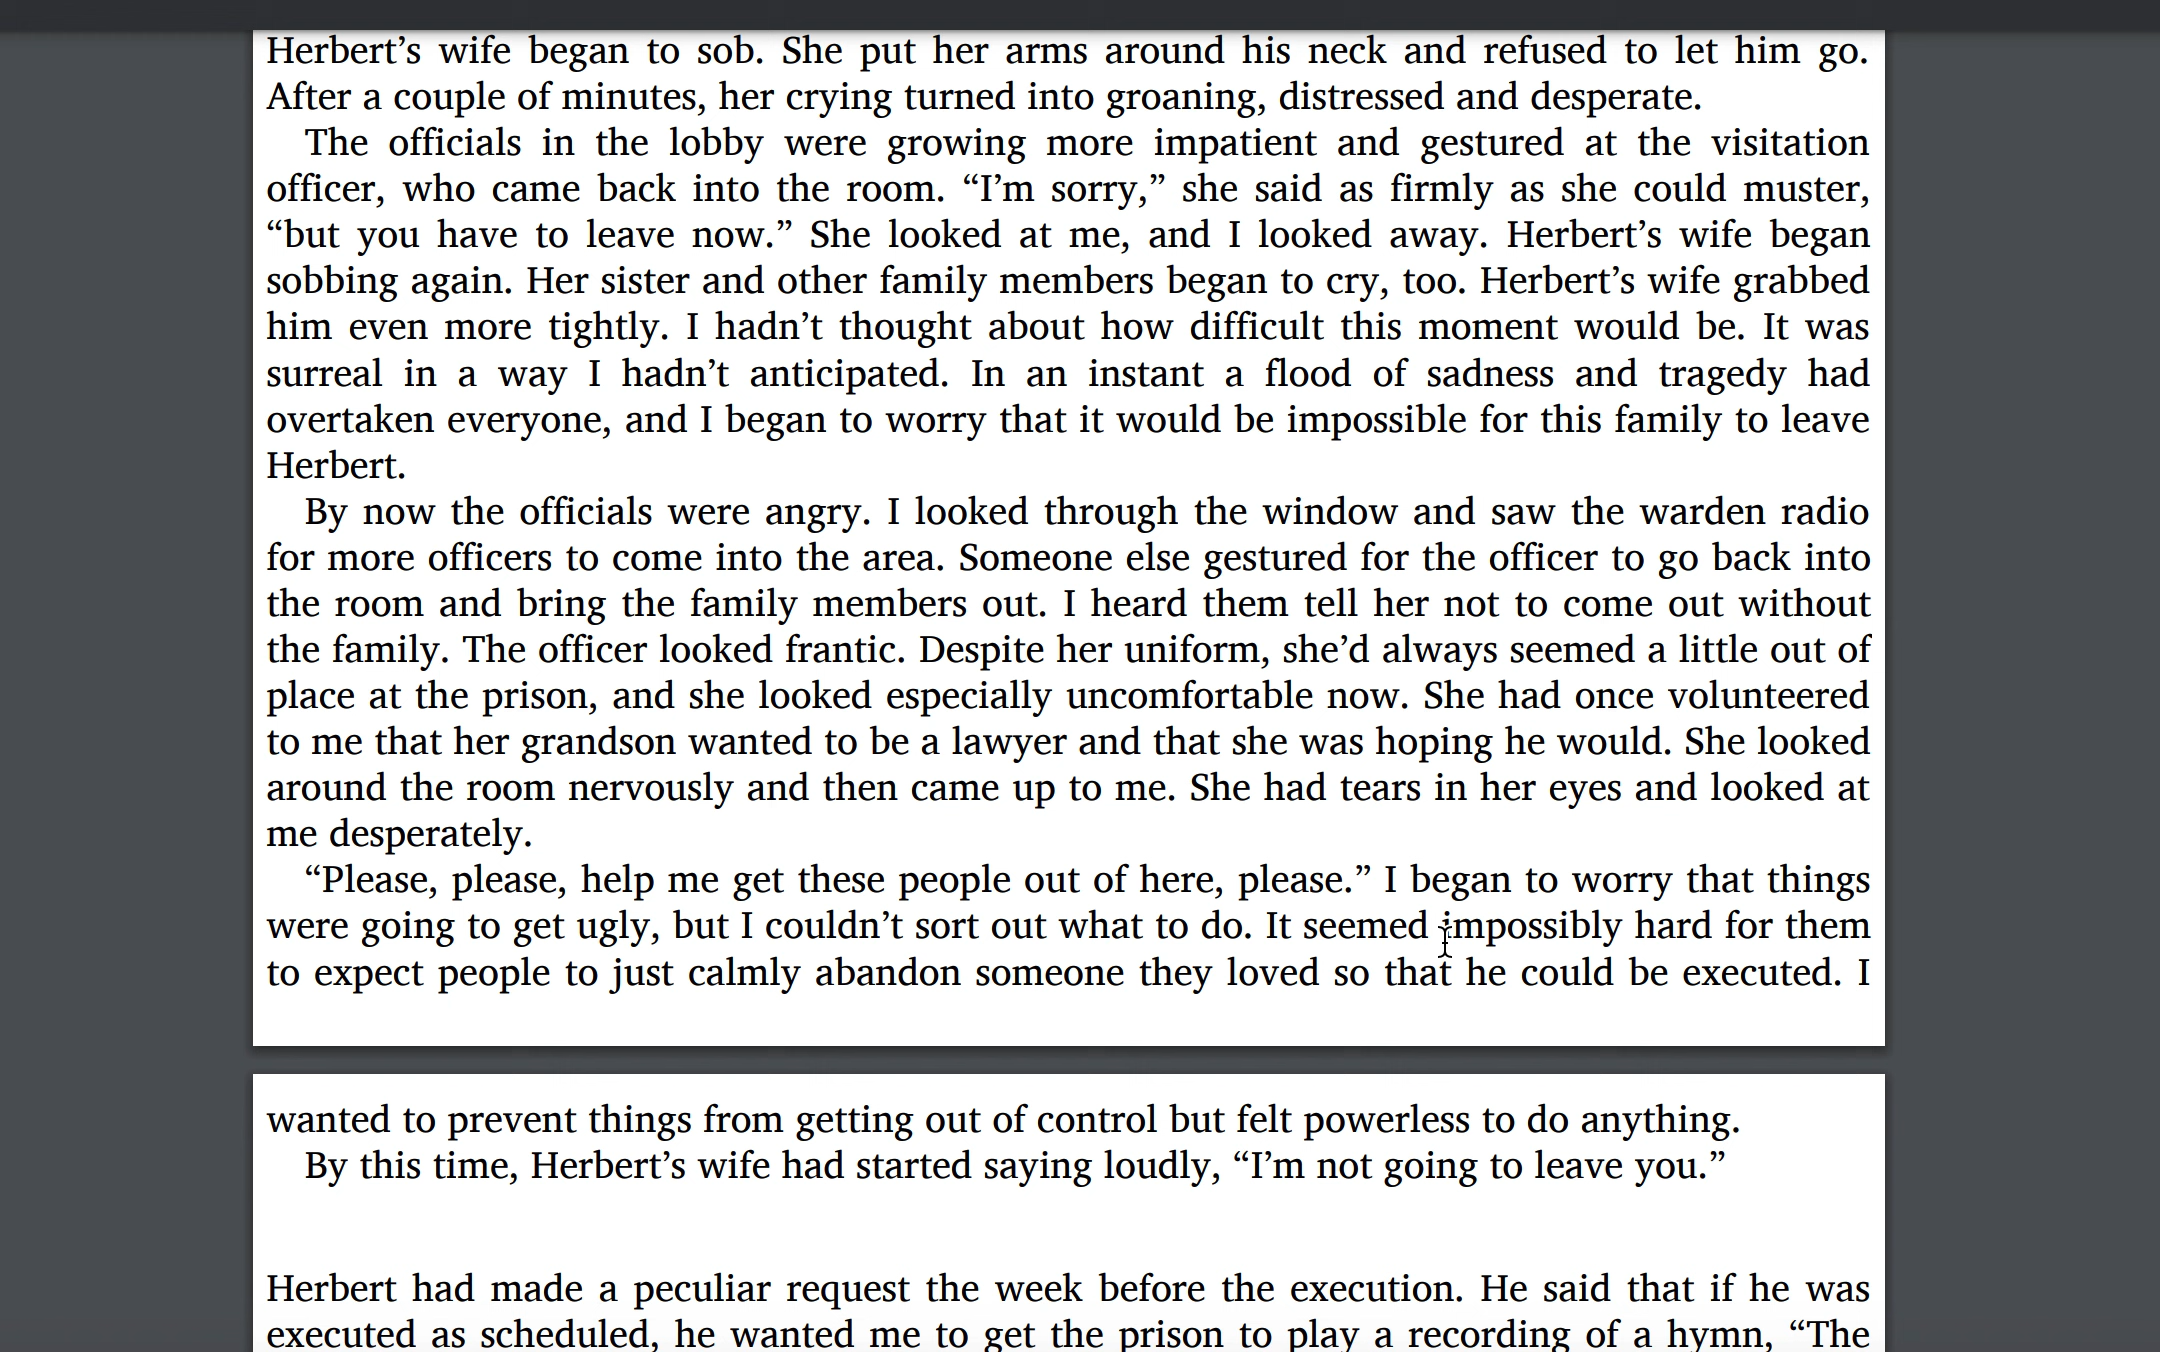 Herbert’s wife began to sob. She put her arms around his neck and refused to let him go.
After a couple of minutes, her crying turned into groaning, distressed and desperate.
The officials in the lobby were growing more impatient and gestured at the visitation
officer, who came back into the room. “I’m sorry,” she said as firmly as she could muster,
“but you have to leave now.” She looked at me, and I looked away. Herbert’s wife began
sobbing again. Her sister and other family members began to cry, too. Herbert’s wife grabbed
him even more tightly. I hadn’t thought about how difficult this moment would be. It was
surreal in a way I hadn’t anticipated. In an instant a flood of sadness and tragedy had
overtaken everyone, and I began to worry that it would be impossible for this family to leave
Herbert.
By now the officials were angry. I looked through the window and saw the warden radio
for more officers to come into the area. Someone else gestured for the officer to go back into
the room and bring the family members out. I heard them tell her not to come out without
the family. The officer looked frantic. Despite her uniform, she’d always seemed a little out of
place at the prison, and she looked especially uncomfortable now. She had once volunteered
to me that her grandson wanted to be a lawyer and that she was hoping he would. She looked
around the room nervously and then came up to me. She had tears in her eyes and looked at
me desperately.
“Please, please, help me get these people out of here, please.” I began to worry that things
were going to get ugly, but I couldn’t sort out what to do. It seemed impossibly hard for them
to expect people to just calmly abandon someone they loved so that he could be executed. I
wanted to prevent things from getting out of control but felt powerless to do anything.
By this time, Herbert’s wife had started saying loudly, “I’m not going to leave you.”
Herbert had made a peculiar request the week before the execution. He said that if he was
executed as scheduled, he wanted me to get the prison to play a recording of a hymn, “The